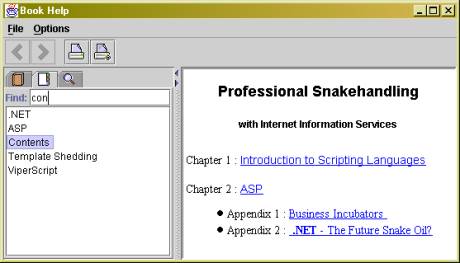 Book Help
File Options
Find: con
.NET
ASP
Contents
Template Shedding
ViperScript
Professional Snakehandling
with Internet Information Services
Chapter 1 : Introduction to Scripting Languages
Chapter 2 : ASP
Appendix 1 : Business Incubators
Appendix 2 : .NET - The Future Snake Oil?